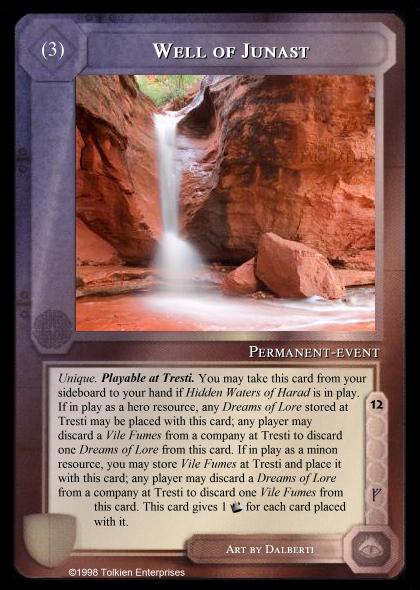 (3)
WELL OF JUNAST
PERMANENT-EVENT
Unique. Playable at Tresti. You may take this card from your
sideboard to your hand if Hidden Waters of Harad is in play.
If in play as a hero resource, any Dreams of Lore stored at
Tresti may be placed with this card; any player may
discard a Vile Fumes from a company at Tresti to discard
one Dreams of Lore from this card. If in play as a minon
resource, you may store Vile Fumes at Tresti and place it
with this card; any player may discard a Dreams of Lore
from a company at Tresti to discard one Vile Fumes from
this card. This card gives 1 for each card placed
with it.
12
ᚠ
ART BY DALBERTI
©1998 Tolkien Enterprises